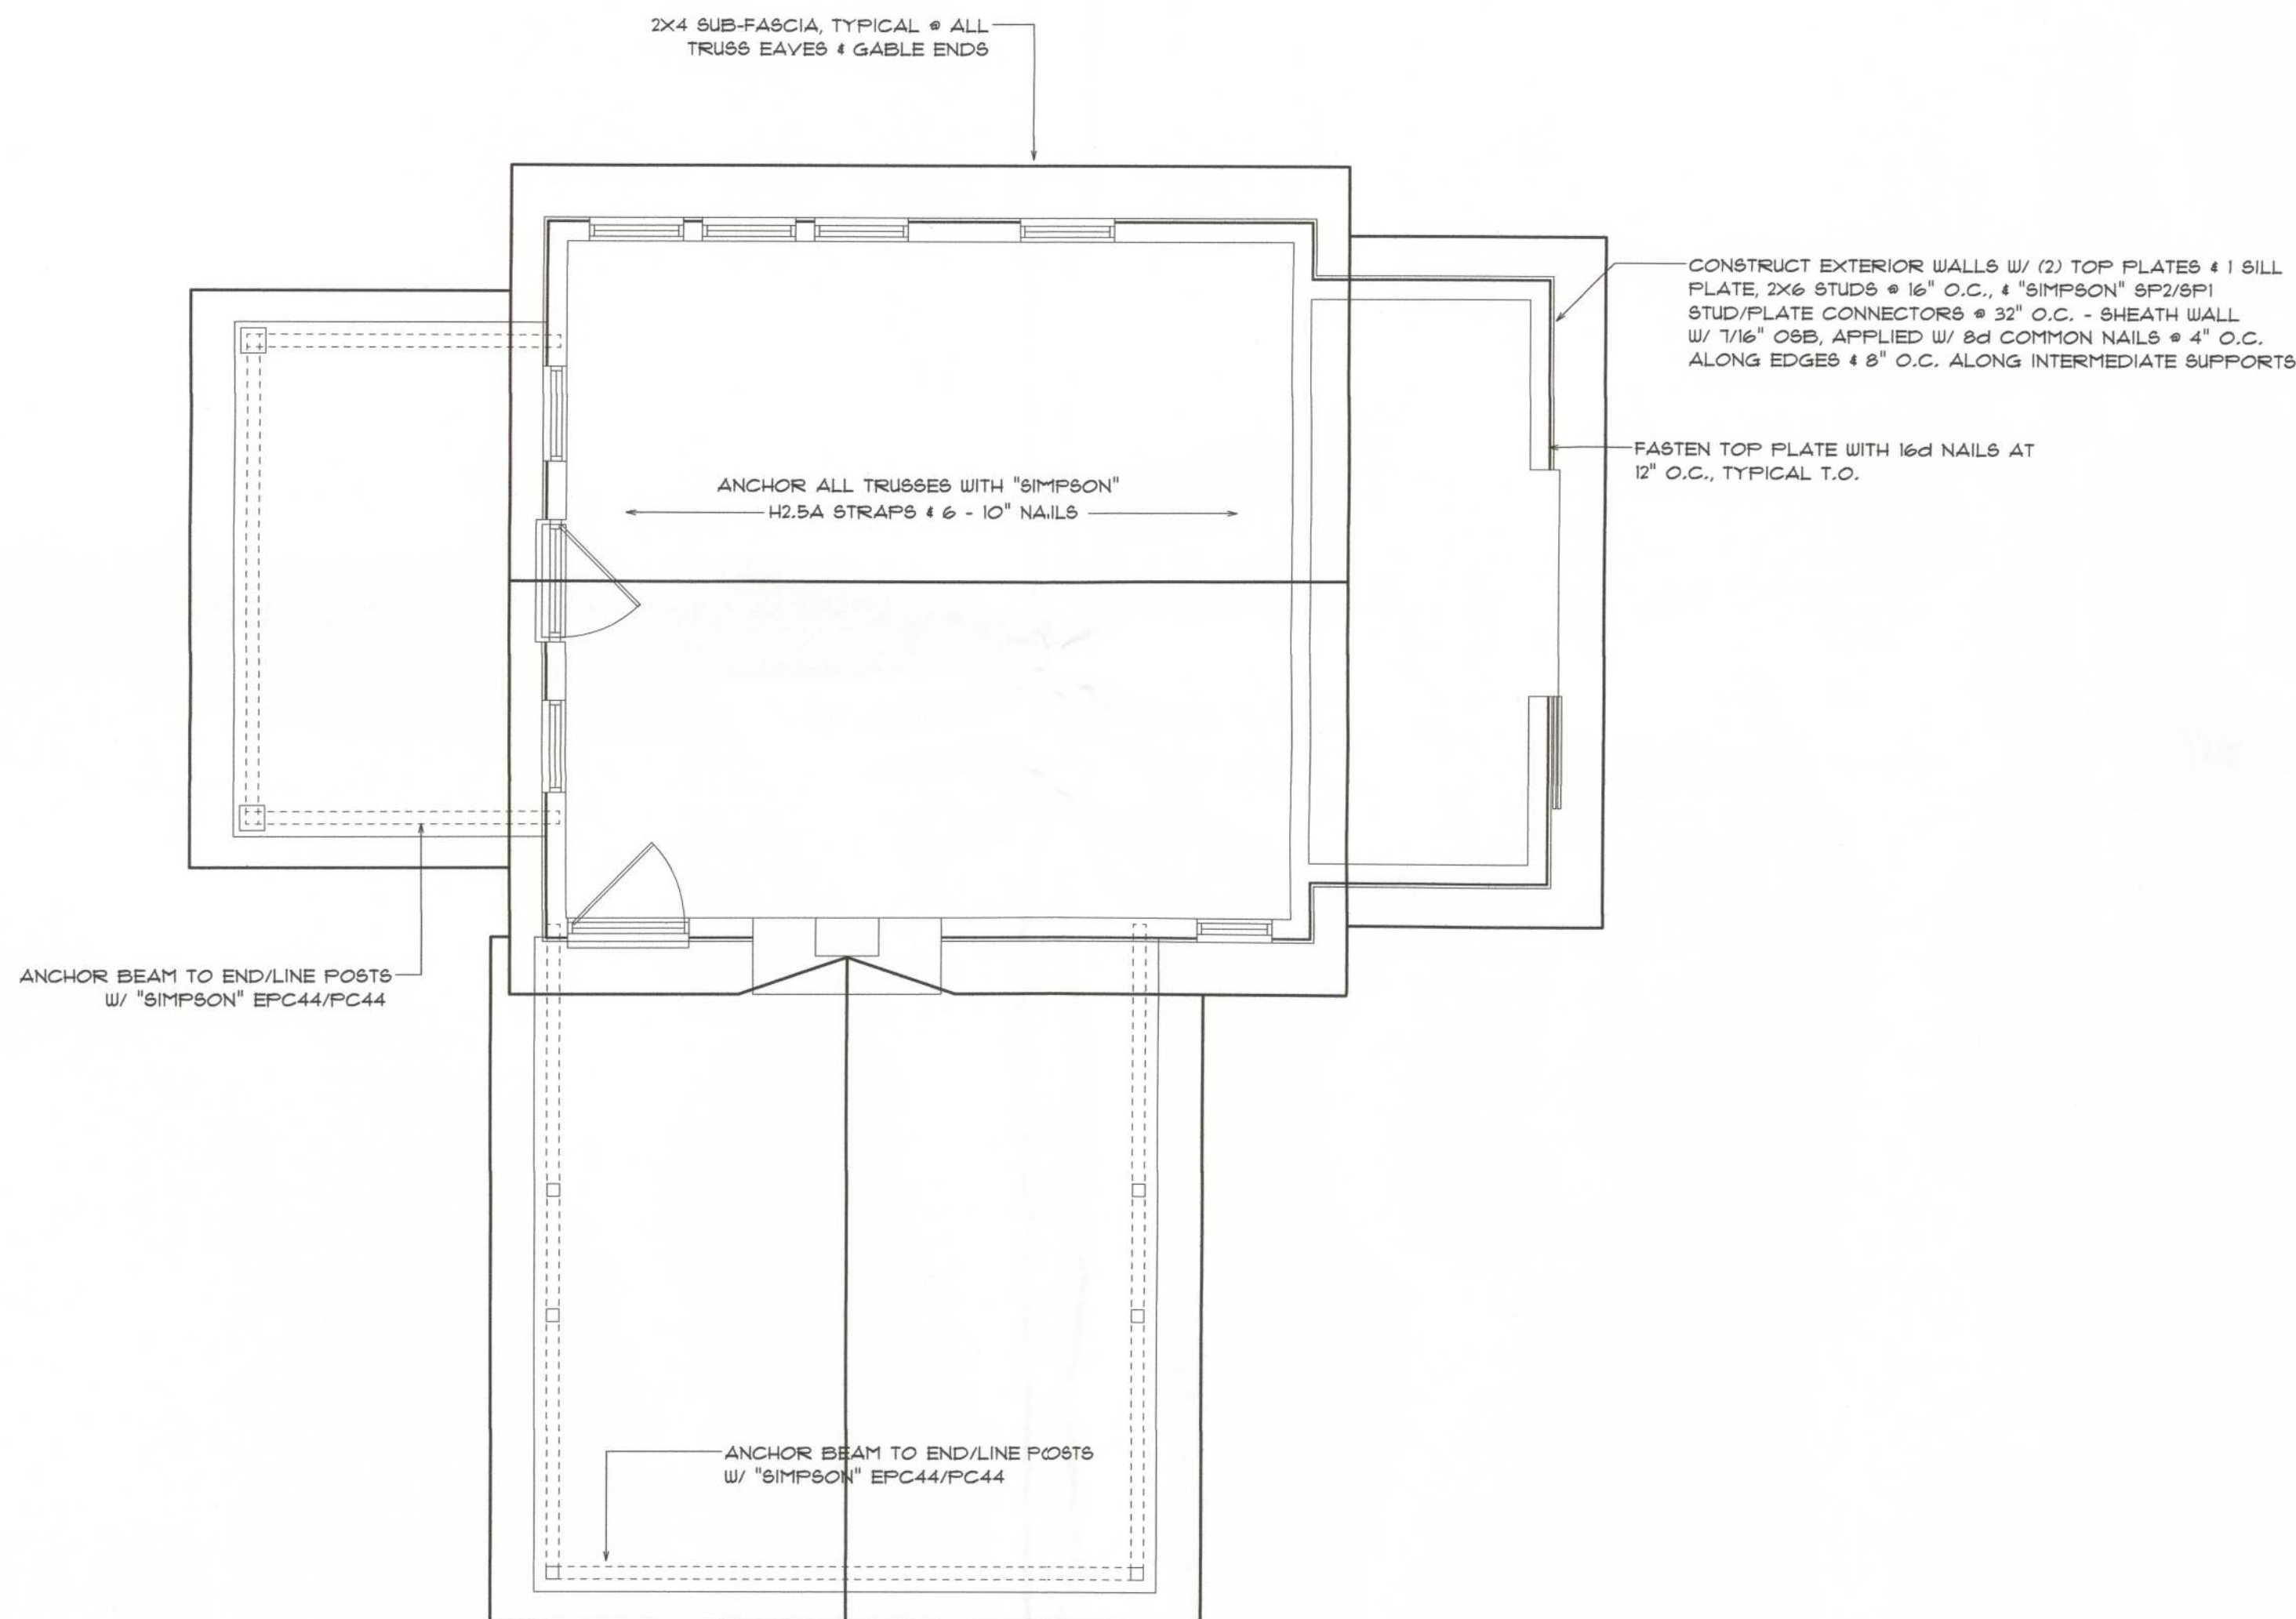 2X4 SUB-FASCIA, TYPICAL @ ALL
TRUSS EAVES & GABLE ENDS
CONSTRUCT EXTERIOR WALLS W/ (2) TOP PLATES & 1 SILL
PLATE, 2X6 STUDS @ 16" O.C., & "SIMPSON" SP2/SP1
STUD/PLATE CONNECTORS @ 32" O.C. - SHEATH WALL
W/ 7/16" OSB, APPLIED W/ 8d COMMON NAILS @ 4" O.C.
ALONG EDGES & 8" O.C. ALONG INTERMEDIATE SUPPORTS
FASTEN TOP PLATE WITH 16d NAILS AT
12" O.C., TYPICAL T.O.
ANCHOR ALL TRUSSES WITH "SIMPSON"
H2.5A STRAPS & 6 - 10" NAILS
ANCHOR BEAM TO END/LINE POSTS
W/ "SIMPSON" EPC44/PC44
ANCHOR BEAM TO END/LINE POSTS
W/ "SIMPSON" EPC44/PC44